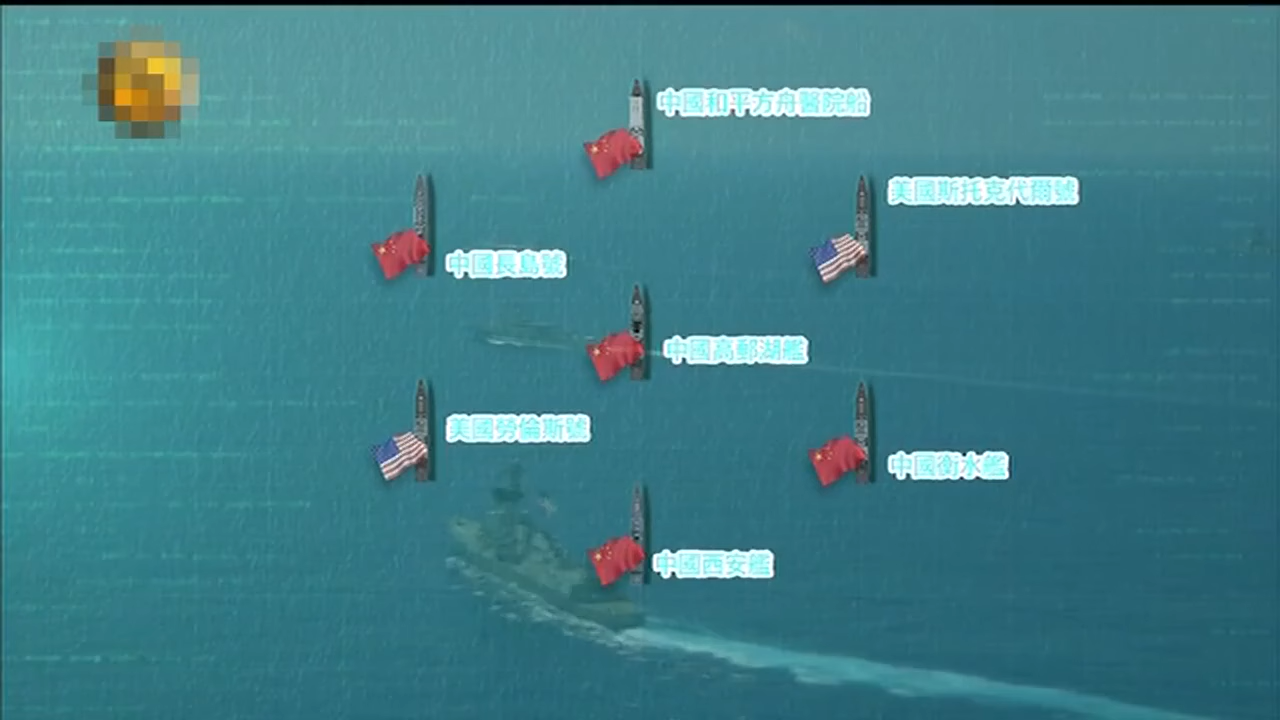 中國和平方舟醫院船
美國斯托克代爾號
中國長島號
中國高郵湖艦
美國勞倫斯號
中國衡水艦
中國西安艦